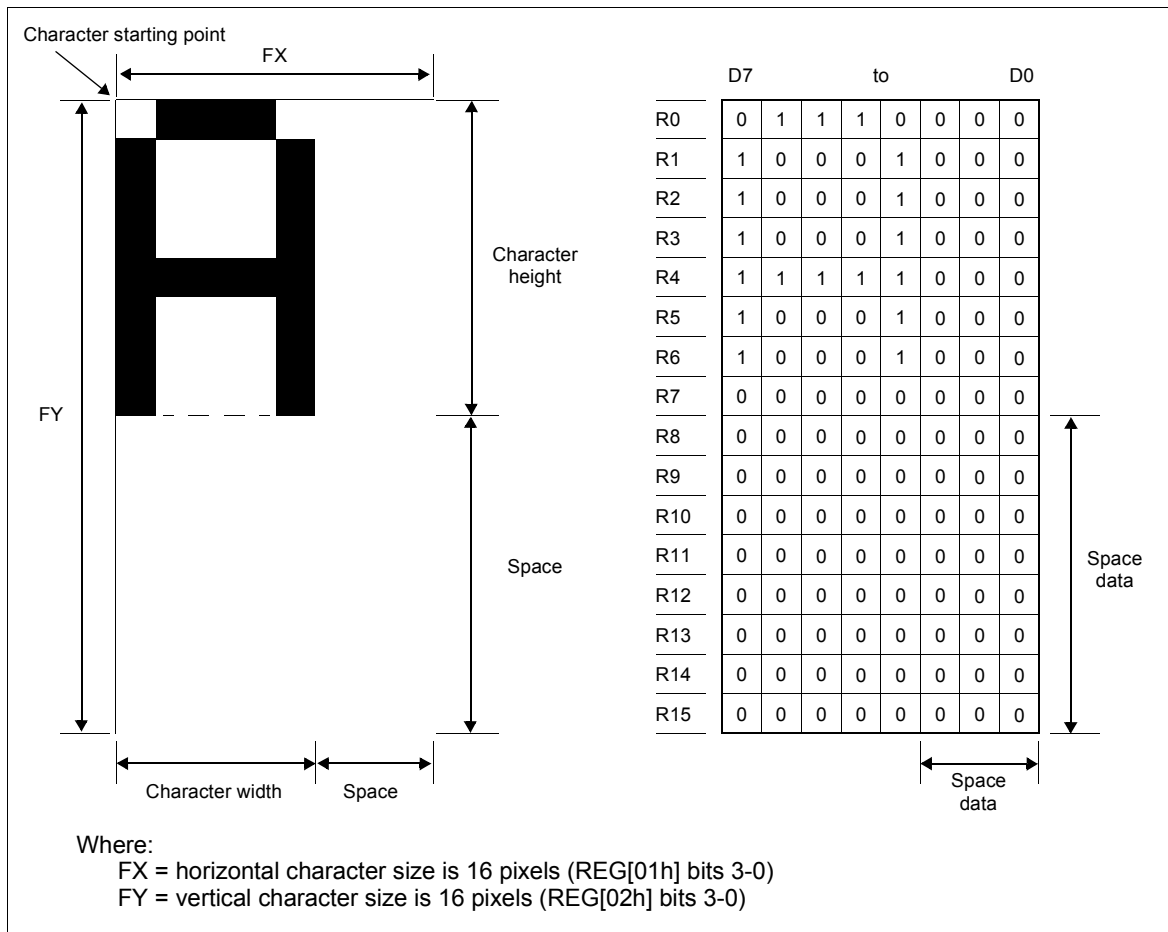 Character starting point
FX
FY
Character
height
Space
Character width
Space
D7 to D0
R0 0 1 1 1 0 0 0 0
R1 1 0 0 0 1 0 0 0
R2 1 0 0 0 1 0 0 0
R3 1 0 0 0 1 0 0 0
R4 1 1 1 1 1 0 0 0
R5 1 0 0 0 1 0 0 0
R6 1 0 0 0 1 0 0 0
R7 0 0 0 0 0 0 0 0
R8 0 0 0 0 0 0 0 0
R9 0 0 0 0 0 0 0 0
R10 0 0 0 0 0 0 0 0
R11 0 0 0 0 0 0 0 0
R12 0 0 0 0 0 0 0 0
R13 0 0 0 0 0 0 0 0
R14 0 0 0 0 0 0 0 0
R15 0 0 0 0 0 0 0 0
Space
data
Space
data
Where:
FX = horizontal character size is 16 pixels (REG[01h] bits 3-0)
FY = vertical character size is 16 pixels (REG[02h] bits 3-0)